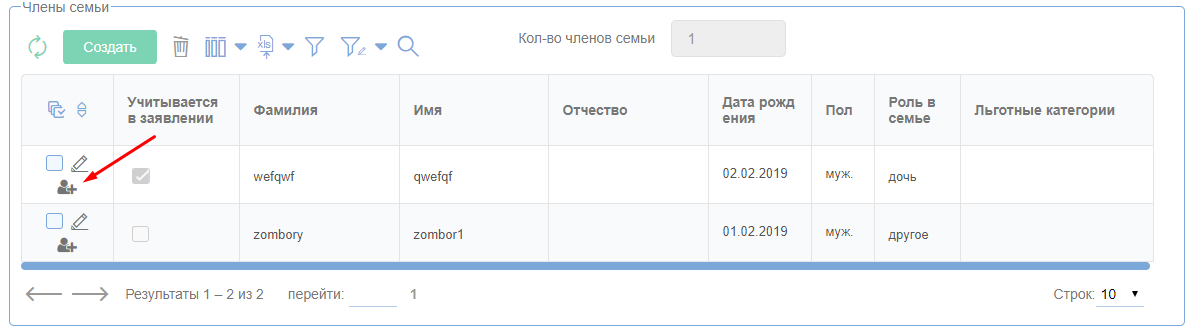 Члены семьи
Создать
xls
Кол-во членов семьи 1
Учитывается
в заявлении
Фамилия
Имя
Отчество
Дата рожд
ения
Пол
Роль в
семье
Льготные категории
wefqwf qwefqf 02.02.2019 муж. дочь
zombory zombor1 01.02.2019 муж. другое
Результаты 1 – 2 из 2 перейти: 1 Строк: 10